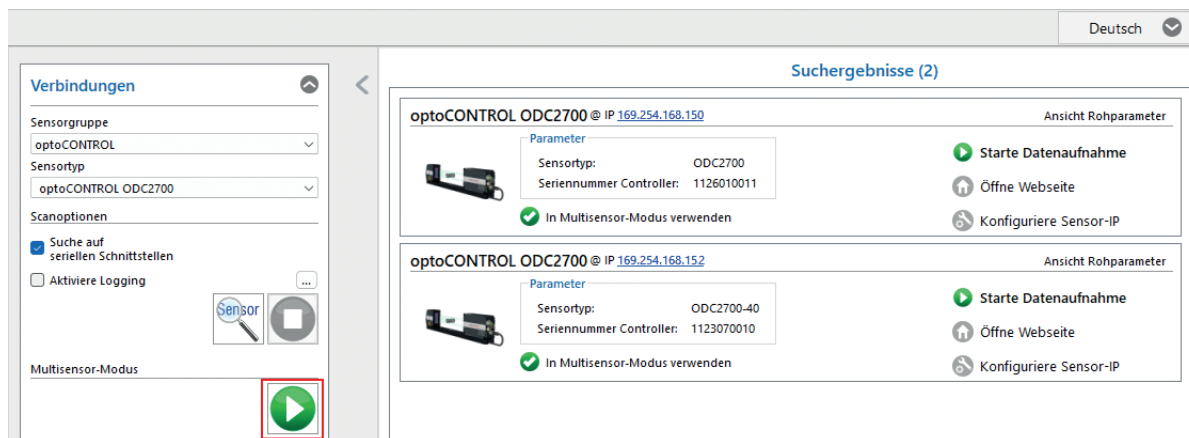 Deutsch
Verbindungen
Sensorgruppe
optoCONTROL
Sensortyp
optoCONTROL ODC2700
Scanoptionen
Suche auf
seriellen Schnittstellen
Aktiviere Logging
...
Sensor
Multisensor-Modus
Suchergebnisse (2)
optoCONTROL ODC2700 @ IP 169.254.168.150
Ansicht Rohparameter
Parameter
Sensortyp: ODC2700
Seriennummer Controller: 1126010011
In Multisensor-Modus verwenden
Starte Datenaufnahme
Öffne Webseite
Konfiguriere Sensor-IP
optoCONTROL ODC2700 @ IP 169.254.168.152
Ansicht Rohparameter
Parameter
Sensortyp: ODC2700-40
Seriennummer Controller: 1123070010
In Multisensor-Modus verwenden
Starte Datenaufnahme
Öffne Webseite
Konfiguriere Sensor-IP